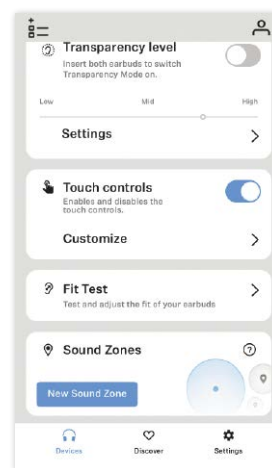 Transparency level
Insert both earbuds to switch
Transparency Mode on.
Low Mid High
Settings
Touch controls
Enables and disables the
touch controls.
Customize
Fit Test
Test and adjust the fit of your earbuds
Sound Zones
New Sound Zone
Devices Discover Settings